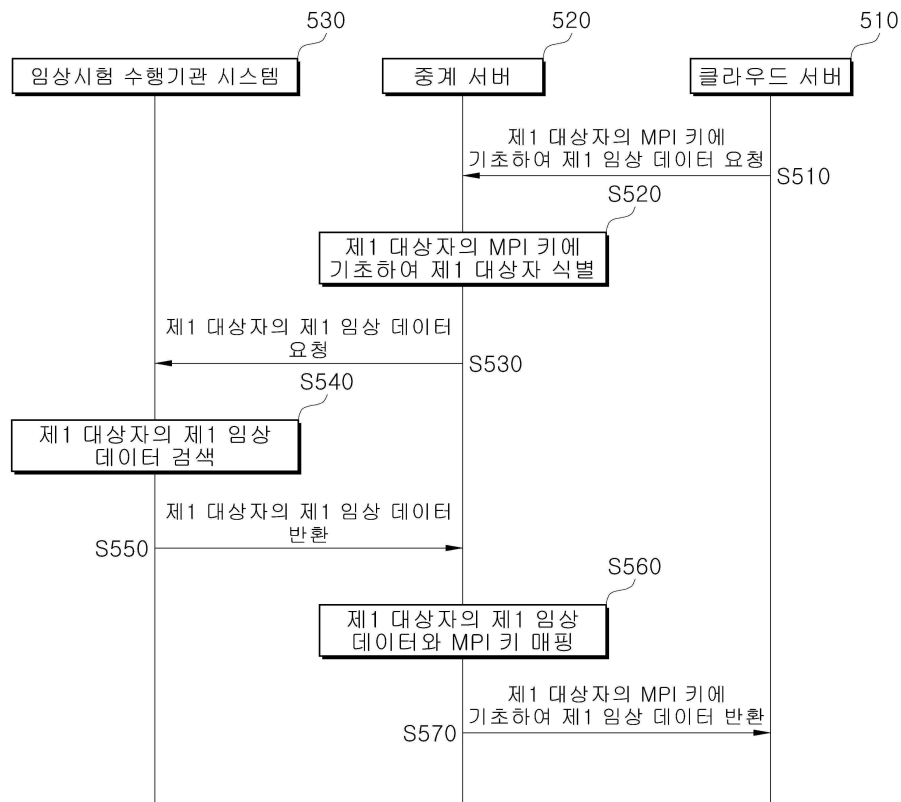 530
520
510
임상시험 수행기관 시스템
중계 서버
클라우드 서버
제1 대상자의 MPI 키에
기초하여 제1 임상 데이터 요청
S510
S520
제1 대상자의 MPI 키에
기초하여 제1 대상자 식별
제1 대상자의 제1 임상 데이터
요청
S530
S540
제1 대상자의 제1 임상
데이터 검색
제1 대상자의 제1 임상 데이터
반환
S550
S560
제1 대상자의 제1 임상
데이터와 MPI 키 매핑
제1 대상자의 MPI 키에
기초하여 제1 임상 데이터 반환
S570